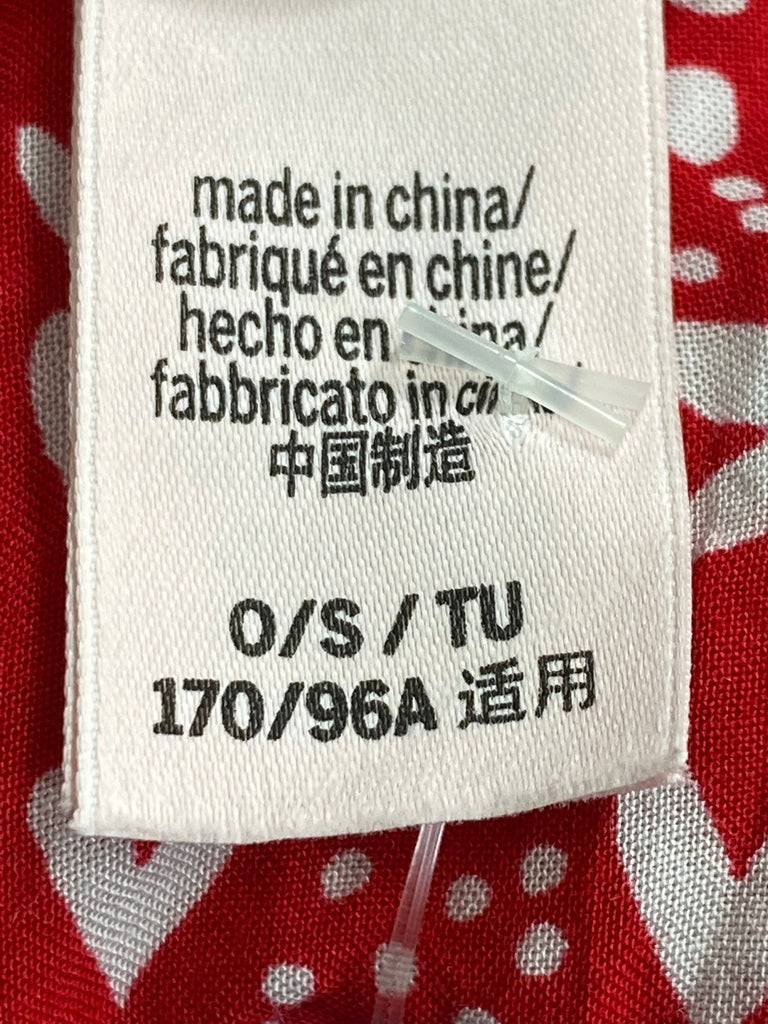 made in china/
fabriqué en chine/
hecho en
fabbricato in
中国制造
O/S / TU
170/96A 适用